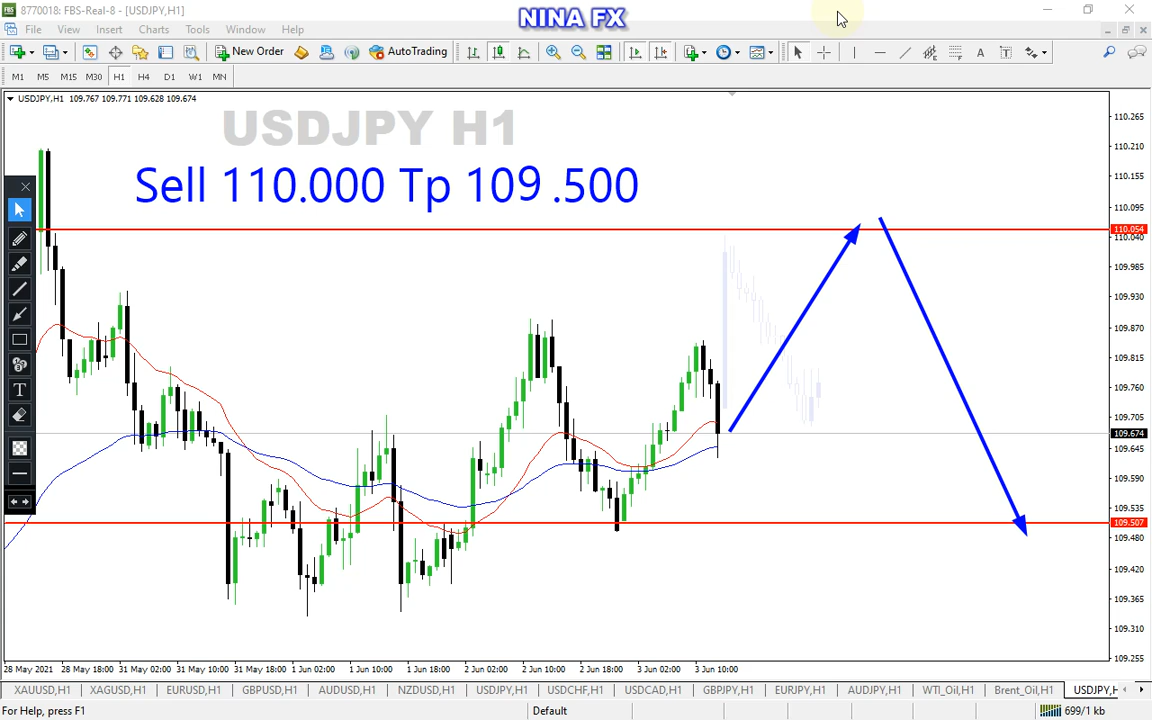 8770018: FBS-Real-8 - [USDJPY,H1]
NINA FX
File View Insert Charts Tools Window Help
New Order AutoTrading A T
M1 M5 M15 M30 H1 H4 D1 W1 MN
USDJPY,H1 109.767 109.771 109.628 109.674
USDJPY H1
Sell 110.000 Tp 109 .500
T
110.265
110.210
110.155
110.095
110.054
110.040
109.985
109.930
109.870
109.815
109.760
109.705
109.674
109.645
109.590
109.535
109.507
109.480
109.420
109.365
109.310
109.255
28 May 2021 28 May 18:00 31 May 02:00 31 May 10:00 31 May 18:00 1 Jun 02:00 1 Jun 10:00 1 Jun 18:00 2 Jun 02:00 2 Jun 10:00 2 Jun 18:00 3 Jun 02:00 3 Jun 10:00
XAUUSD,H1 XAGUSD,H1 EURUSD,H1 GBPUSD,H1 AUDUSD,H1 NZDUSD,H1 USDJPY,H1 USDCHF,H1 USDCAD,H1 GBPJPY,H1 EURJPY,H1 AUDJPY,H1 WTI_Oil,H1 Brent_Oil,H1 USDJPY,H
For Help, press F1 Default 699/1 kb